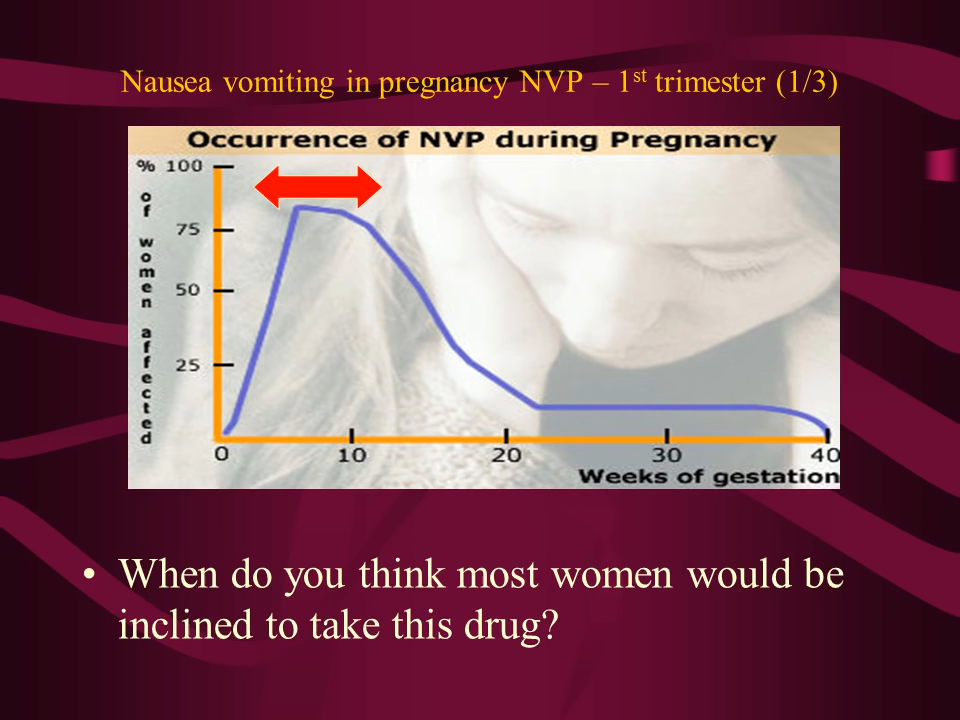 Nausea vomiting in pregnancy NVP – 1st trimester (1/3)
Occurrence of NVP during Pregnancy
% of women affected
100
75
50
25
0 10 20 30 40
Weeks of gestation
• When do you think most women would be
inclined to take this drug?